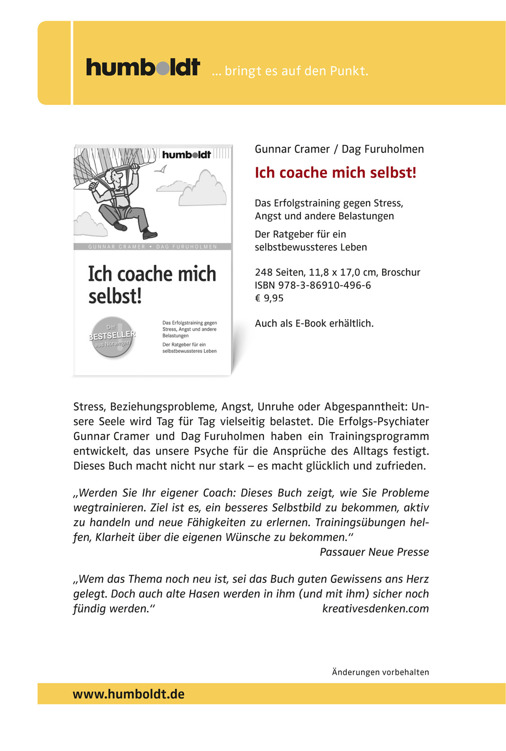 humboldt ... bringt es auf den Punkt.
humboldt
GUNNAR CRAMER • DAG FURUHOLMEN
Ich coache mich
selbst!
Der
BESTSELLER
aus Norwegen
Das Erfolgstraining gegen
Stress, Angst und andere
Belastungen
Der Ratgeber für ein
selbstbewussteres Leben
Gunnar Cramer / Dag Furuholmen
Ich coache mich selbst!
Das Erfolgstraining gegen Stress,
Angst und andere Belastungen
Der Ratgeber für ein
selbstbewussteres Leben
248 Seiten, 11,8 x 17,0 cm, Broschur
ISBN 978-3-86910-496-6
€ 9,95
Auch als E-Book erhältlich.
Stress, Beziehungsprobleme, Angst, Unruhe oder Abgespanntheit: Un-
sere Seele wird Tag für Tag vielseitig belastet. Die Erfolgs-Psychiater
Gunnar Cramer und Dag Furuholmen haben ein Trainingsprogramm
entwickelt, das unsere Psyche für die Ansprüche des Alltags festigt.
Dieses Buch macht nicht nur stark – es macht glücklich und zufrieden.
„Werden Sie Ihr eigener Coach: Dieses Buch zeigt, wie Sie Probleme
wegtrainieren. Ziel ist es, ein besseres Selbstbild zu bekommen, aktiv
zu handeln und neue Fähigkeiten zu erlernen. Trainingsübungen hel-
fen, Klarheit über die eigenen Wünsche zu bekommen.“
Passauer Neue Presse
„Wem das Thema noch neu ist, sei das Buch guten Gewissens ans Herz
gelegt. Doch auch alte Hasen werden in ihm (und mit ihm) sicher noch
fündig werden.“ kreativesdenken.com
Änderungen vorbehalten
www.humboldt.de